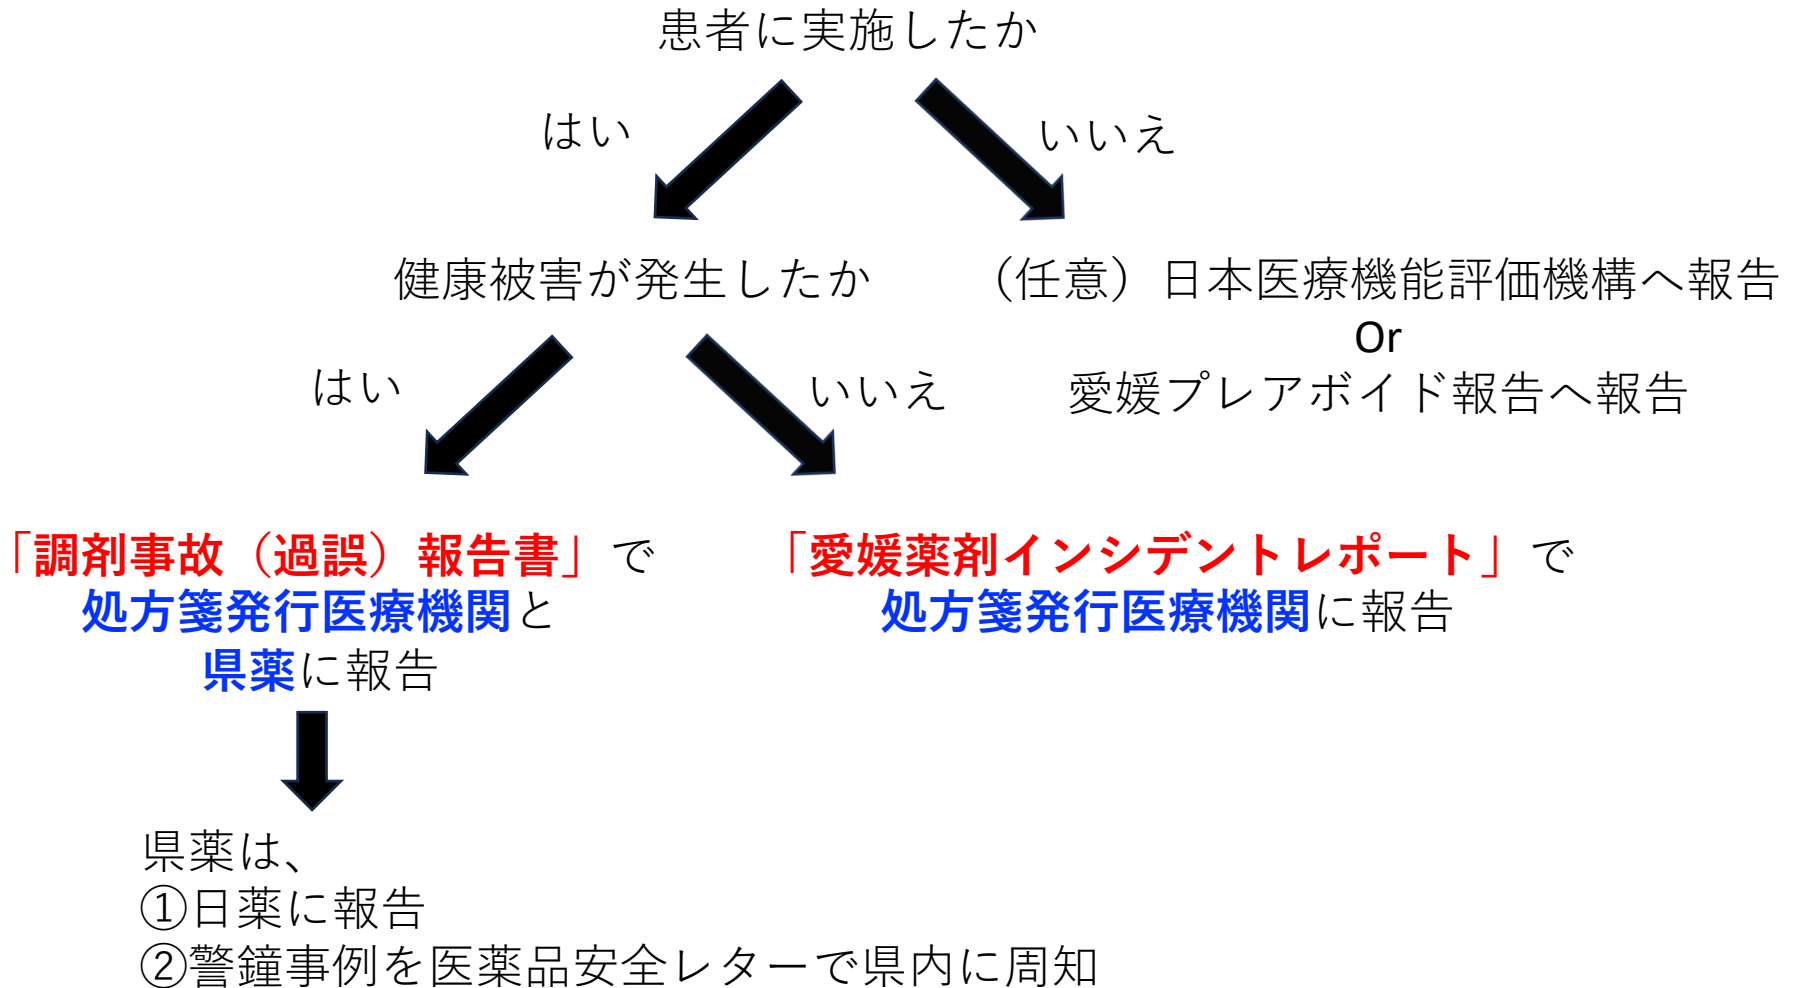 患者に実施したか
はい
いいえ
健康被害が発生したか
（任意）日本医療機能評価機構へ報告
Or
愛媛プレアボイド報告へ報告
はい
いいえ
「調剤事故（過誤）報告書」で
処方箋発行医療機関と
県薬に報告
「愛媛薬剤インシデントレポート」で
処方箋発行医療機関に報告
県薬は、
①日薬に報告
②警鐘事例を医薬品安全レターで県内に周知